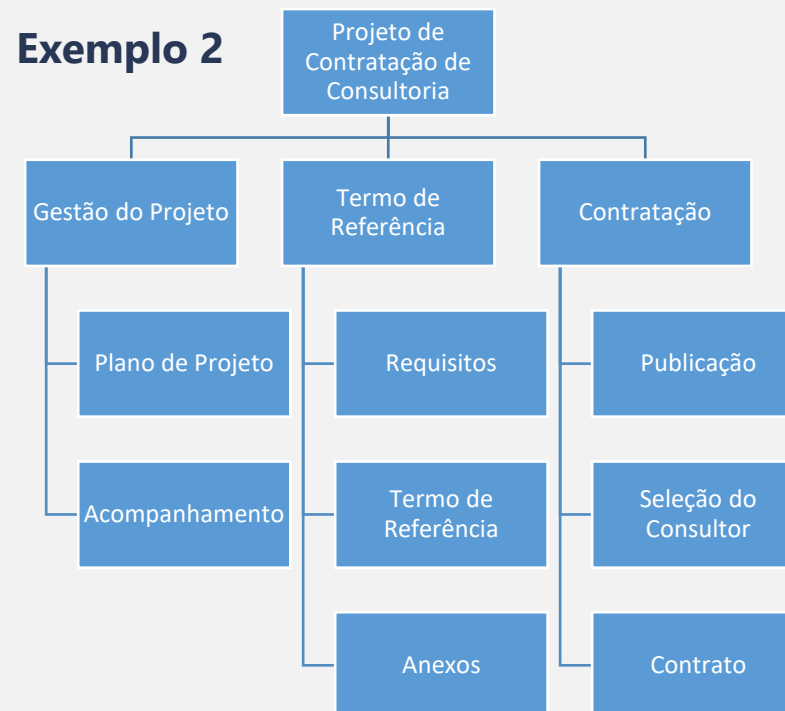 Exemplo 2
Projeto de
Contratação de
Consultoria
Gestão do Projeto
Termo de
Referência
Contratação
Plano de Projeto
Requisitos
Publicação
Acompanhamento
Termo de
Referência
Seleção do
Consultor
Anexos
Contrato